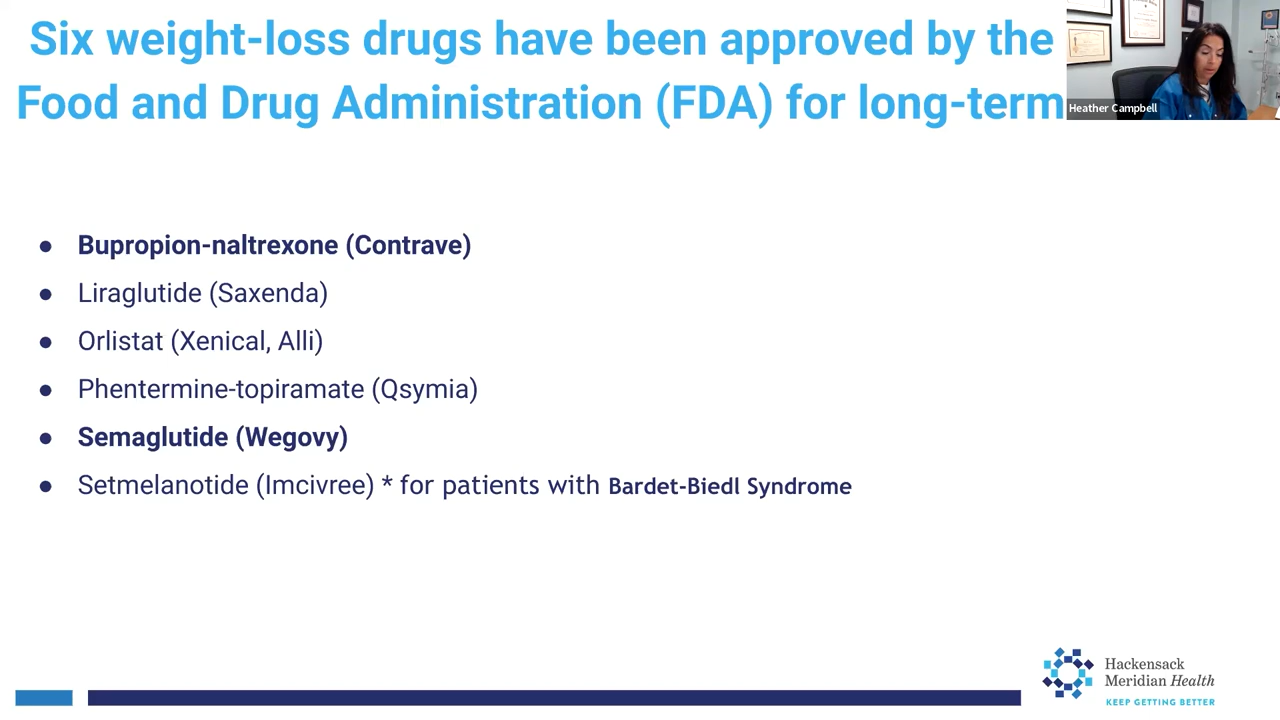 Six weight-loss drugs have been approved by the
Food and Drug Administration (FDA) for long-term
Heather Campbell
● Bupropion-naltrexone (Contrave)
● Liraglutide (Saxenda)
● Orlistat (Xenical, Alli)
● Phentermine-topiramate (Qsymia)
● Semaglutide (Wegovy)
● Setmelanotide (Imcivree) * for patients with Bardet-Biedl Syndrome
Hackensack
Meridian Health
KEEP GETTING BETTER